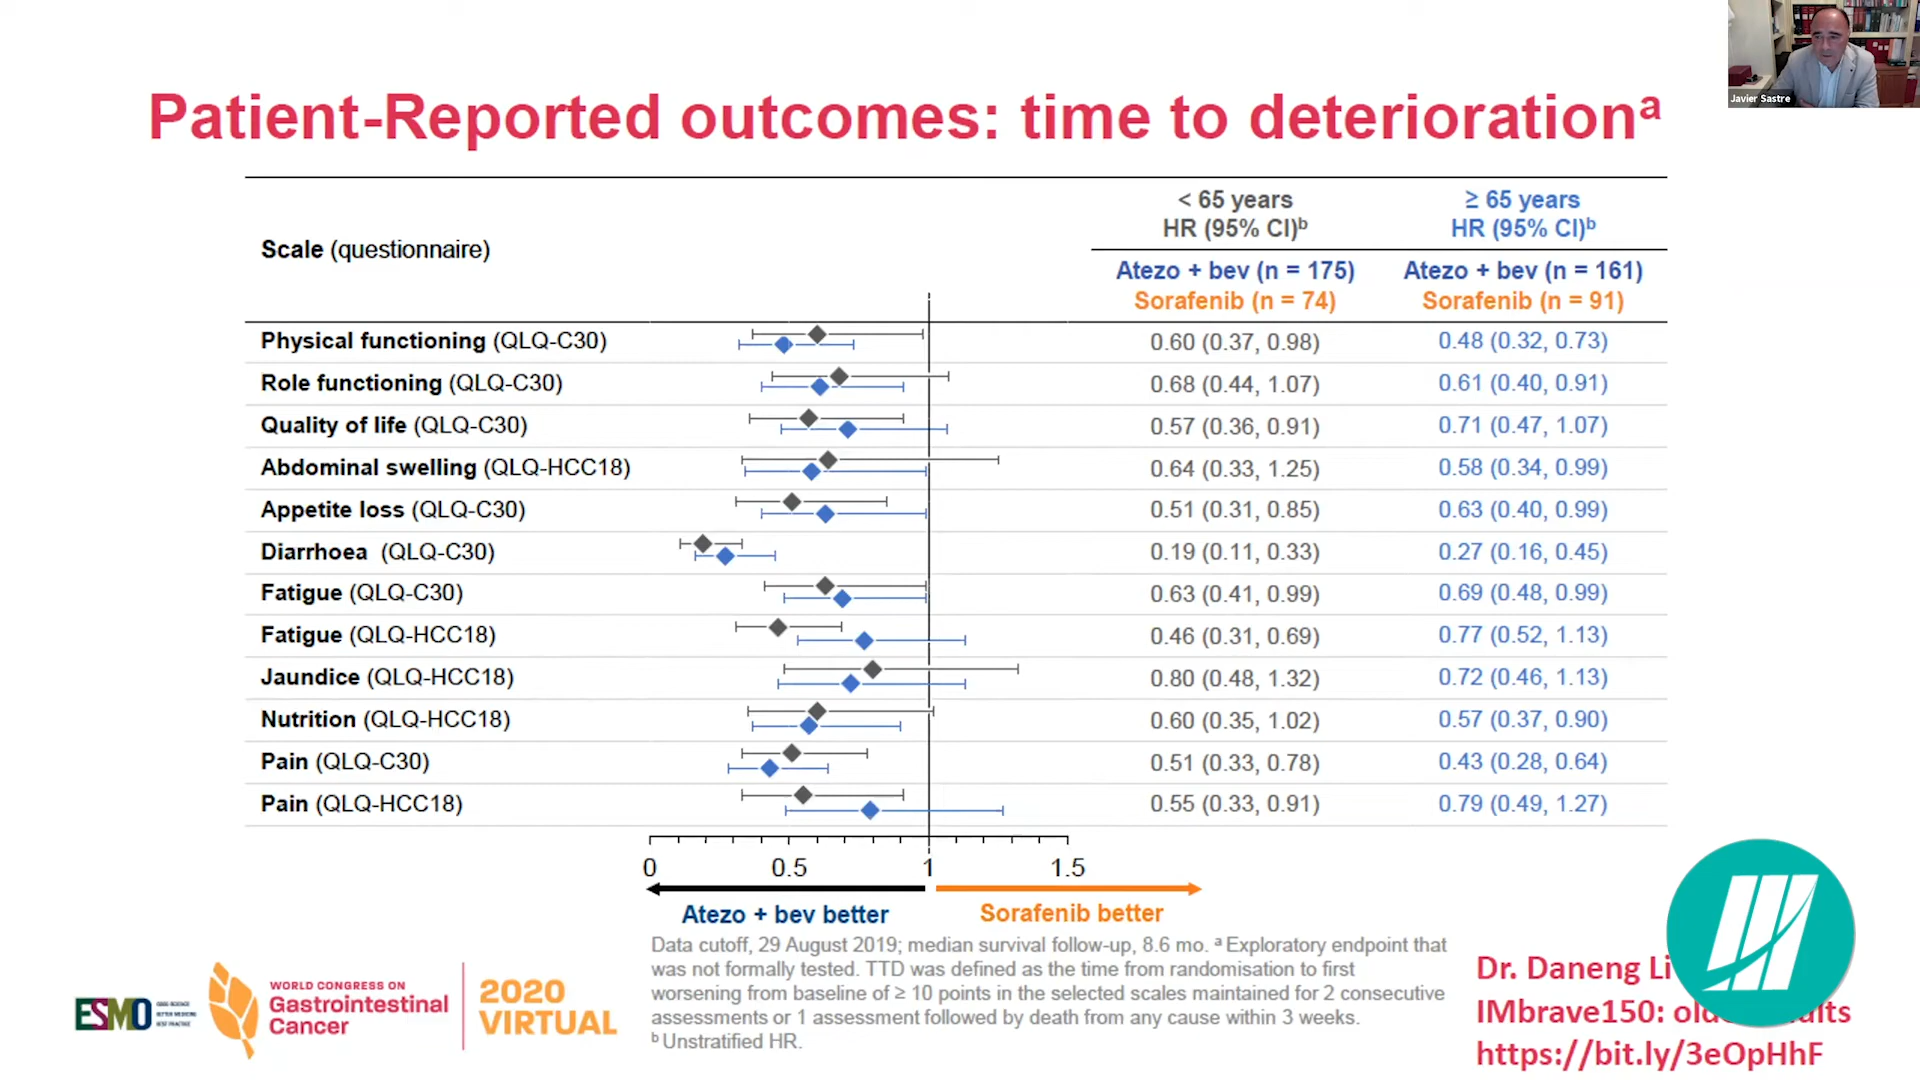 Javier Sastre
Patient-Reported outcomes: time to deteriorationᵃ
Scale (questionnaire)
< 65 years
HR (95% CI)ᵇ
≥ 65 years
HR (95% CI)ᵇ
Atezo + bev (n = 175)
Sorafenib (n = 74)
Atezo + bev (n = 161)
Sorafenib (n = 91)
Physical functioning (QLQ-C30) 0.60 (0.37, 0.98) 0.48 (0.32, 0.73)
Role functioning (QLQ-C30) 0.68 (0.44, 1.07) 0.61 (0.40, 0.91)
Quality of life (QLQ-C30) 0.57 (0.36, 0.91) 0.71 (0.47, 1.07)
Abdominal swelling (QLQ-HCC18) 0.64 (0.33, 1.25) 0.58 (0.34, 0.99)
Appetite loss (QLQ-C30) 0.51 (0.31, 0.85) 0.63 (0.40, 0.99)
Diarrhoea (QLQ-C30) 0.19 (0.11, 0.33) 0.27 (0.16, 0.45)
Fatigue (QLQ-C30) 0.63 (0.41, 0.99) 0.69 (0.48, 0.99)
Fatigue (QLQ-HCC18) 0.46 (0.31, 0.69) 0.77 (0.52, 1.13)
Jaundice (QLQ-HCC18) 0.80 (0.48, 1.32) 0.72 (0.46, 1.13)
Nutrition (QLQ-HCC18) 0.60 (0.35, 1.02) 0.57 (0.37, 0.90)
Pain (QLQ-C30) 0.51 (0.33, 0.78) 0.43 (0.28, 0.64)
Pain (QLQ-HCC18) 0.55 (0.33, 0.91) 0.79 (0.49, 1.27)
0 0.5 1 1.5
Atezo + bev better Sorafenib better
Data cutoff, 29 August 2019; median survival follow-up, 8.6 mo. ᵃ Exploratory endpoint that
was not formally tested. TTD was defined as the time from randomisation to first
worsening from baseline of ≥ 10 points in the selected scales maintained for 2 consecutive
assessments or 1 assessment followed by death from any cause within 3 weeks.
ᵇ Unstratified HR.
ESMO
GOOD SCIENCE
BETTER MEDICINE
BEST PRACTICE
WORLD CONGRESS ON
Gastrointestinal
Cancer
2020
VIRTUAL
Dr. Daneng Li
IMbrave150:
https://bit.ly/3eOpHhF